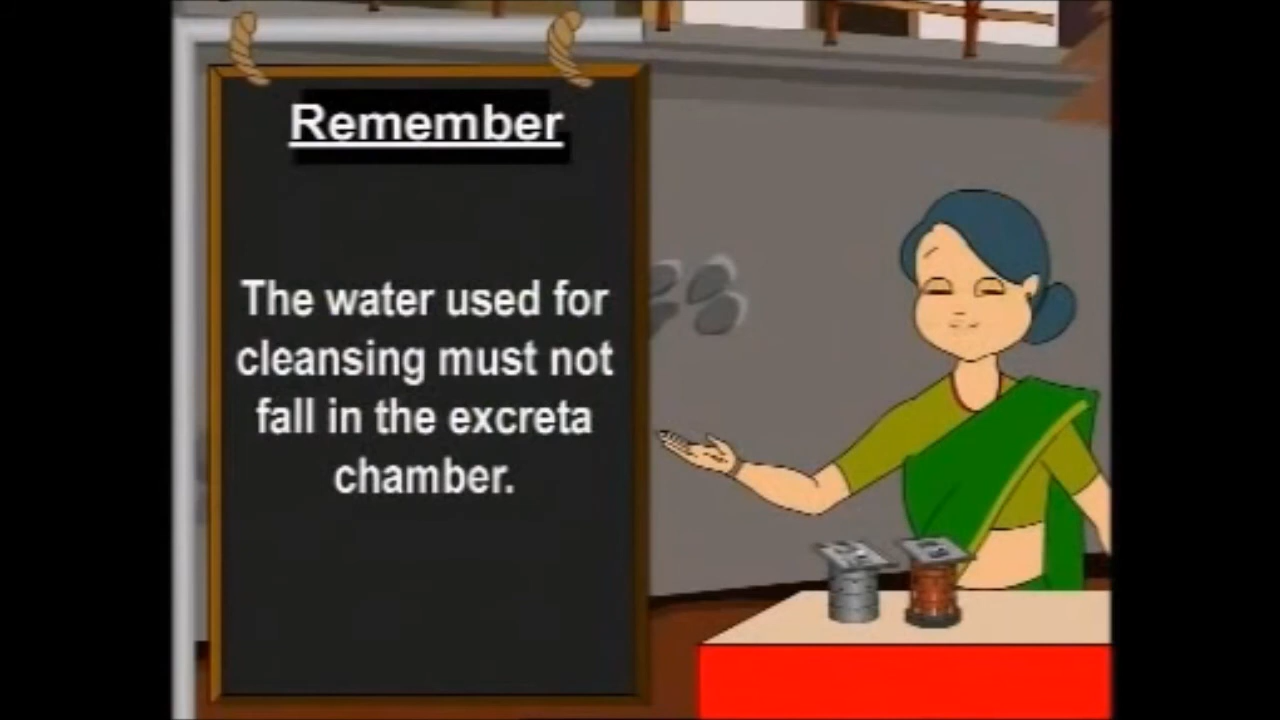 Remember
The water used for
cleansing must not
fall in the excreta
chamber.